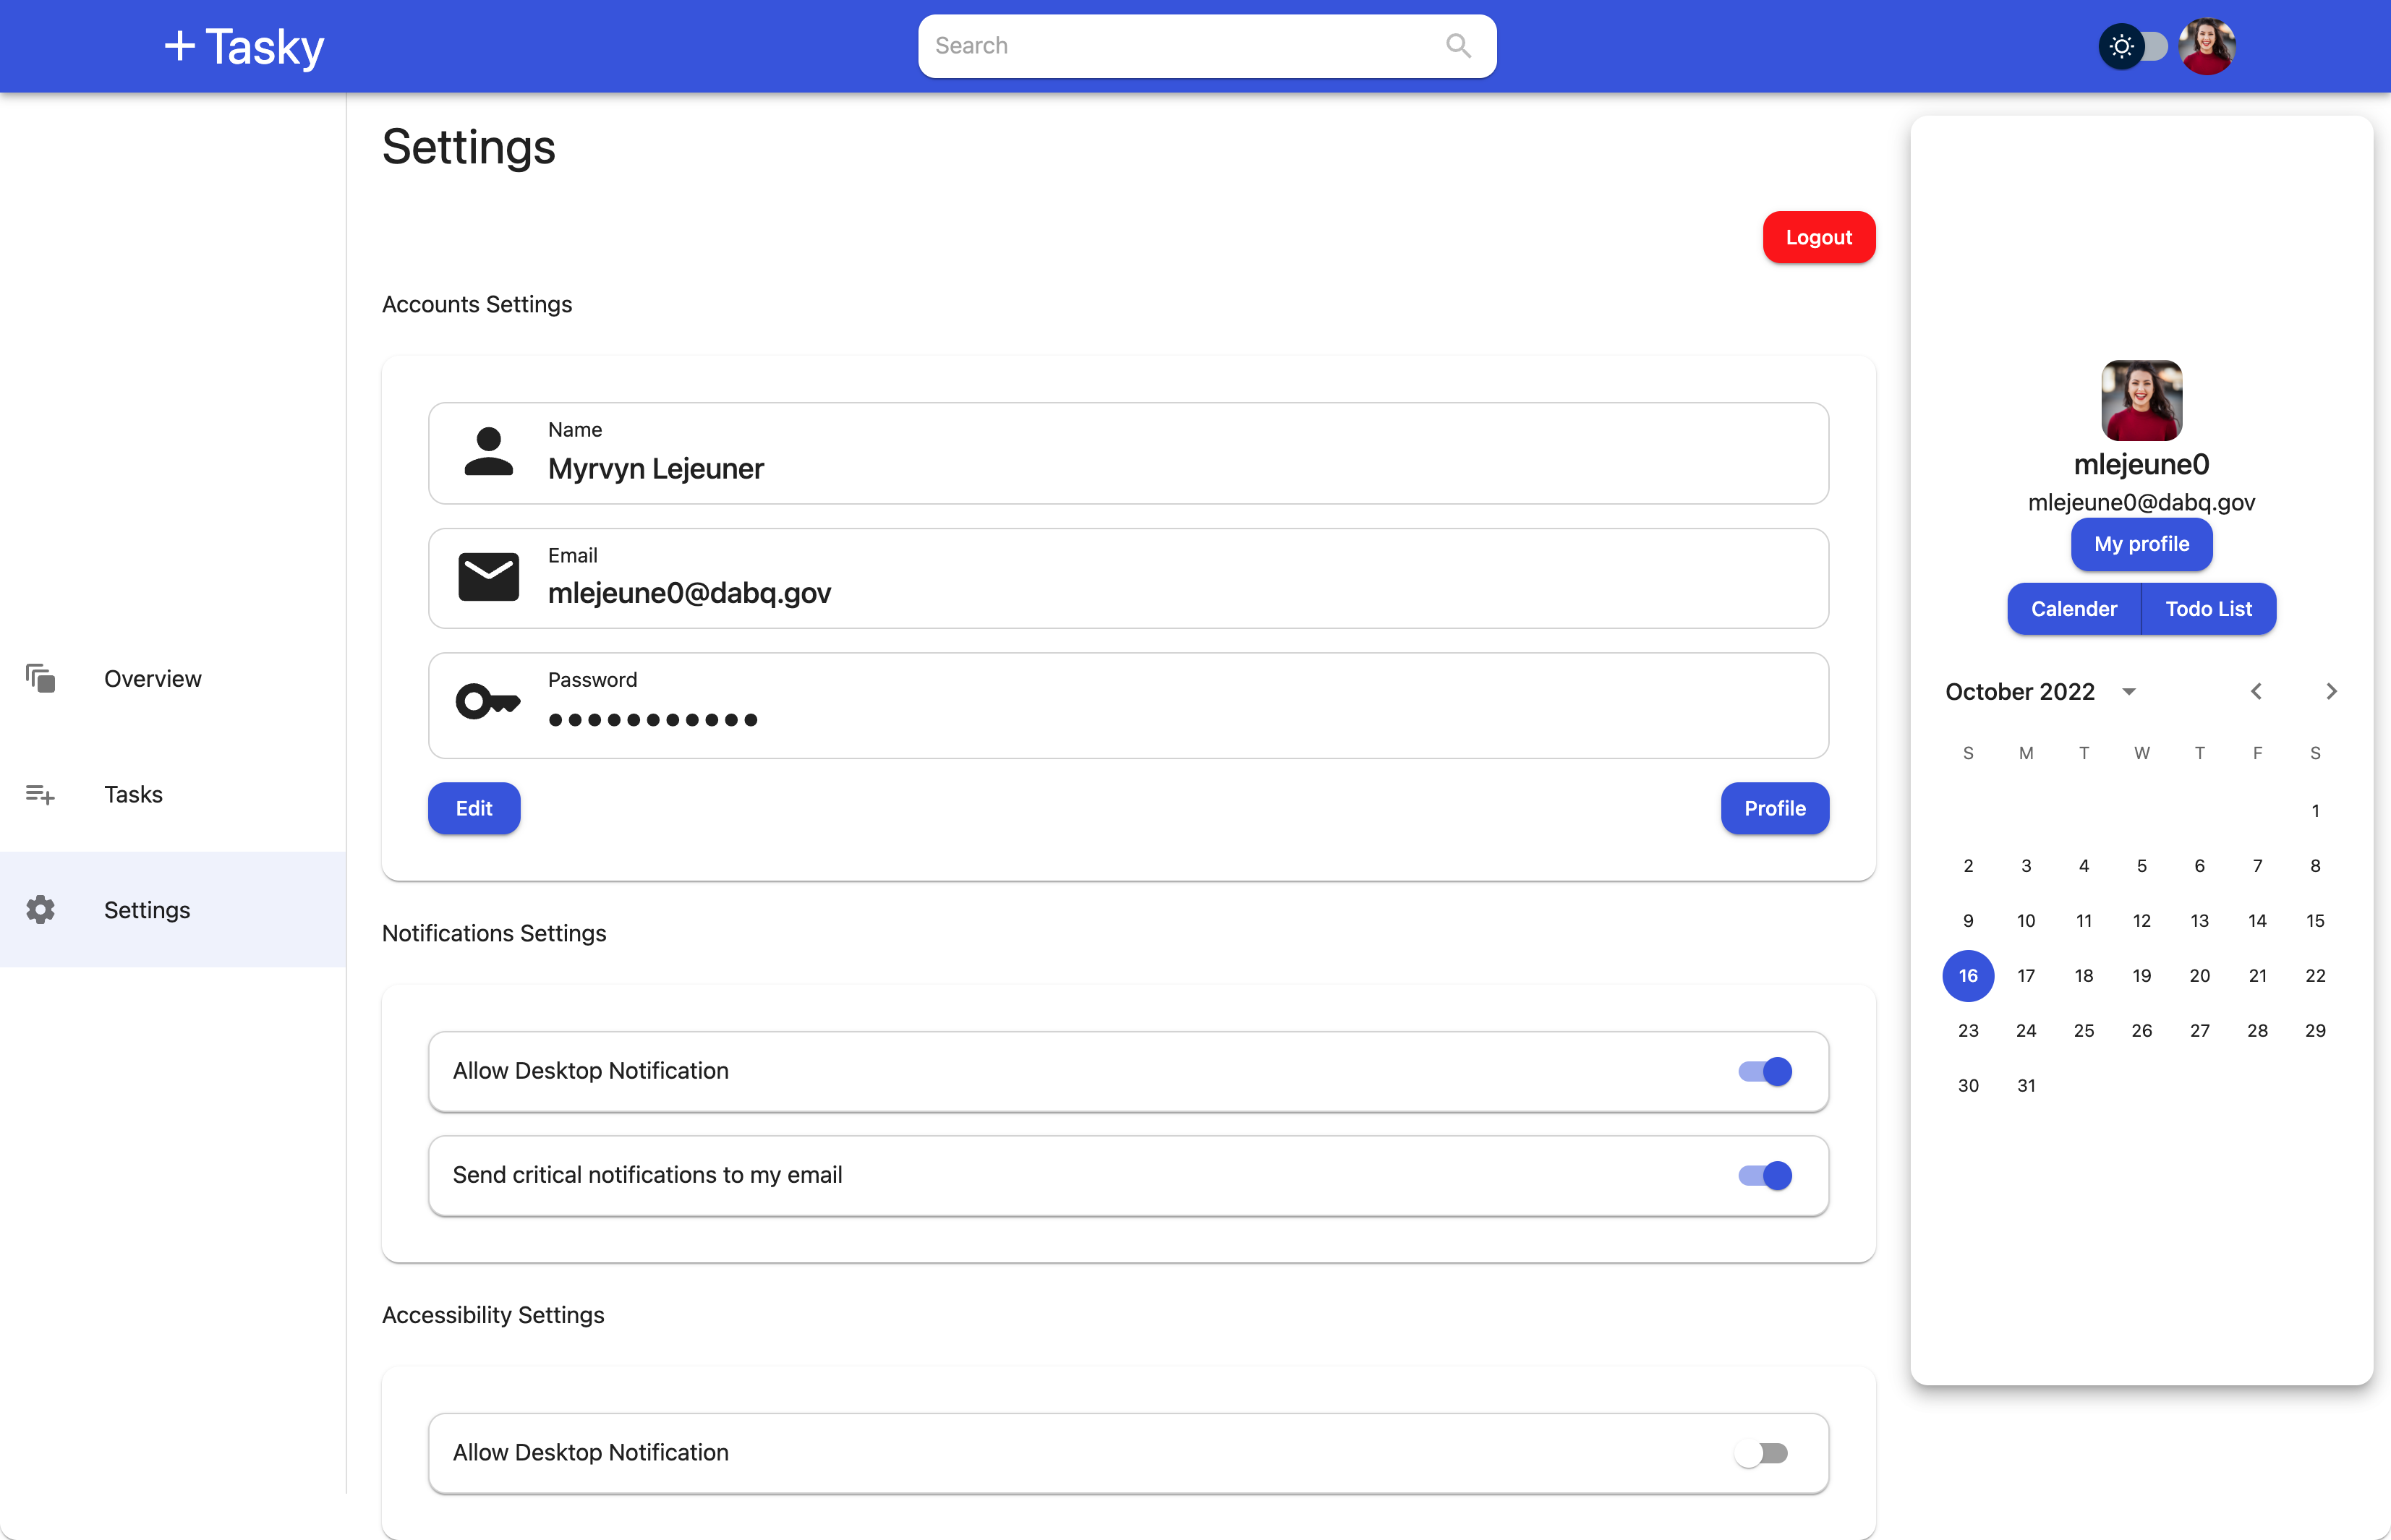 + Tasky
Search
Settings
Logout
Accounts Settings
Name
Myrvyn Lejeuner
Email
mlejeune0@dabq.gov
Password
●●●●●●●●●●●
Edit
Profile
Notifications Settings
Allow Desktop Notification
Send critical notifications to my email
Accessibility Settings
Allow Desktop Notification
Overview
Tasks
Settings
mlejeune0
mlejeune0@dabq.gov
My profile
Calender
Todo List
October 2022
S M T W T F S
1
2 3 4 5 6 7 8
9 10 11 12 13 14 15
16 17 18 19 20 21 22
23 24 25 26 27 28 29
30 31